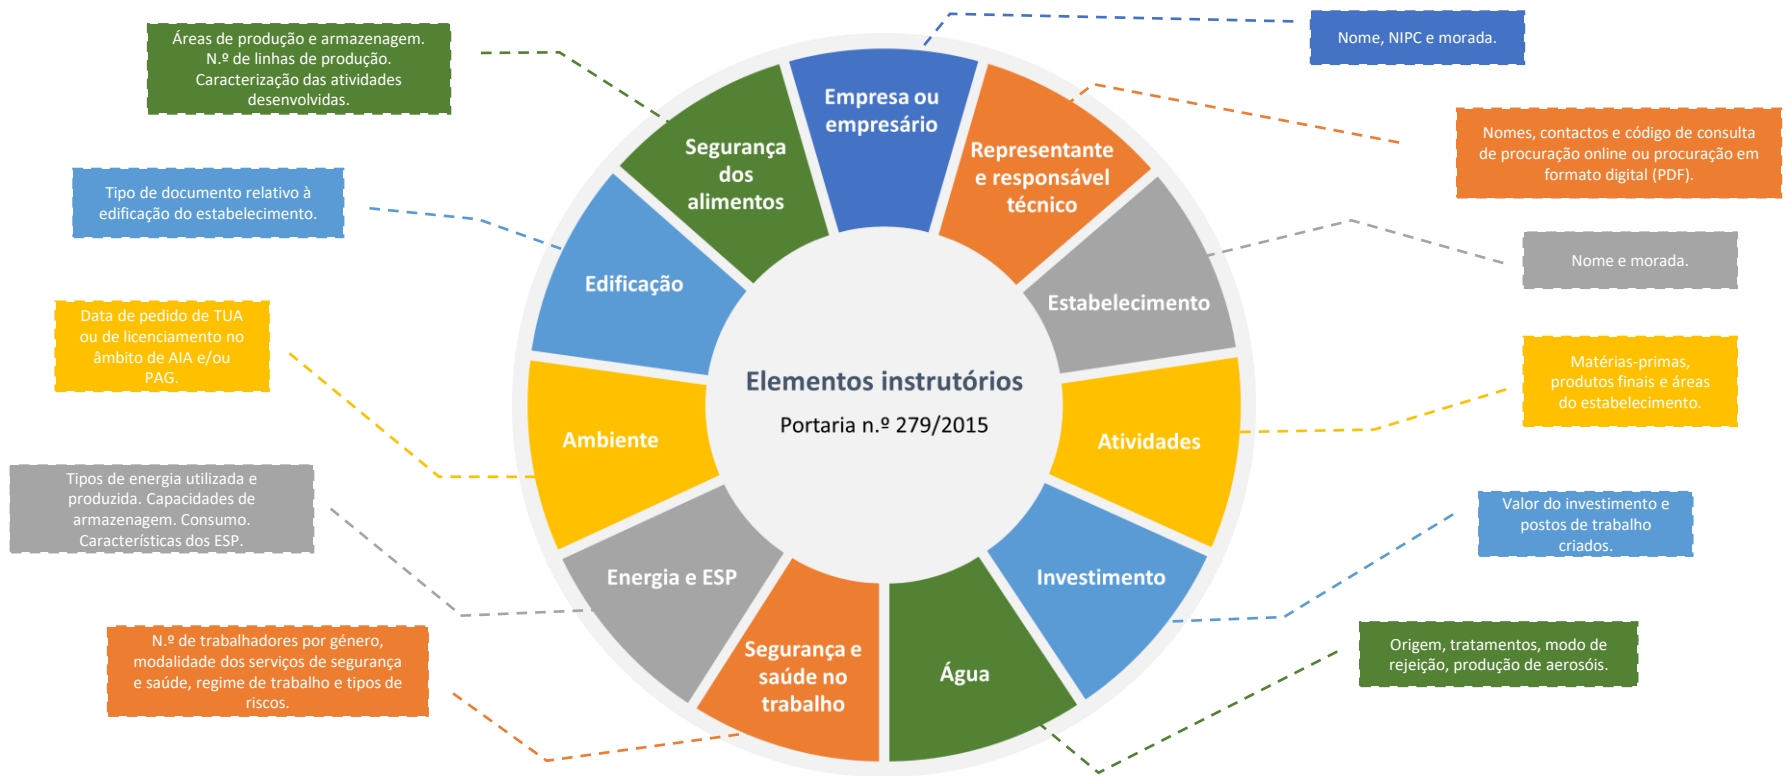 Nome, NIPC e morada.
Áreas de produção e armazenagem.
N.º de linhas de produção.
Caracterização das atividades
desenvolvidas.
Empresa ou
empresário
Nomes, contactos e código de consulta
de procuração online ou procuração em
formato digital (PDF).
Representante
e responsável
técnico
Segurança
dos
alimentos
Tipo de documento relativo à
edificação do estabelecimento.
Nome e morada.
Edificação
Estabelecimento
Data de pedido de TUA
ou de licenciamento no
âmbito de AIA e/ou
PAG.
Matérias-primas,
produtos finais e áreas
do estabelecimento.
Elementos instrutórios
Portaria n.º 279/2015
Ambiente
Atividades
Tipos de energia utilizada e
produzida. Capacidades de
armazenagem. Consumo.
Características dos ESP.
Valor do investimento e
postos de trabalho
criados.
Energia e ESP
Investimento
N.º de trabalhadores por género,
modalidade dos serviços de segurança
e saúde, regime de trabalho e tipos de
riscos.
Segurança e
saúde no
trabalho
Água
Origem, tratamentos, modo de
rejeição, produção de aerosóis.